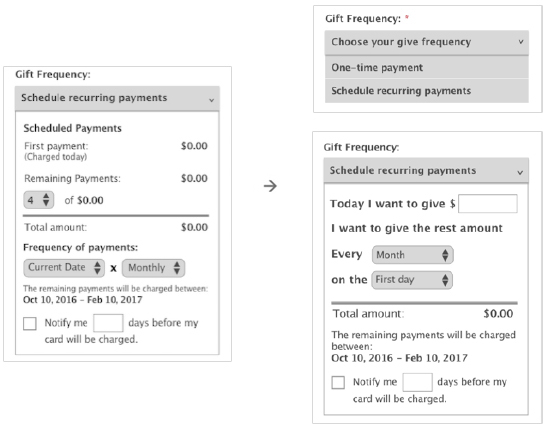 Gift Frequency:
Schedule recurring payments
Scheduled Payments
First payment: $0.00
(Charged today)
Remaining Payments: $0.00
4 of $0.00
Total amount: $0.00
Frequency of payments:
Current Date x Monthly
The remaining payments will be charged between:
Oct 10, 2016 - Feb 10, 2017
Notify me days before my
card will be charged.
→
Gift Frequency: *
Choose your give frequency
One-time payment
Schedule recurring payments
Gift Frequency:
Schedule recurring payments
Today I want to give $
I want to give the rest amount
Every Month
on the First day
Total amount: $0.00
The remaining payments will be charged
between:
Oct 10, 2016 - Feb 10, 2017
Notify me days before my
card will be charged.